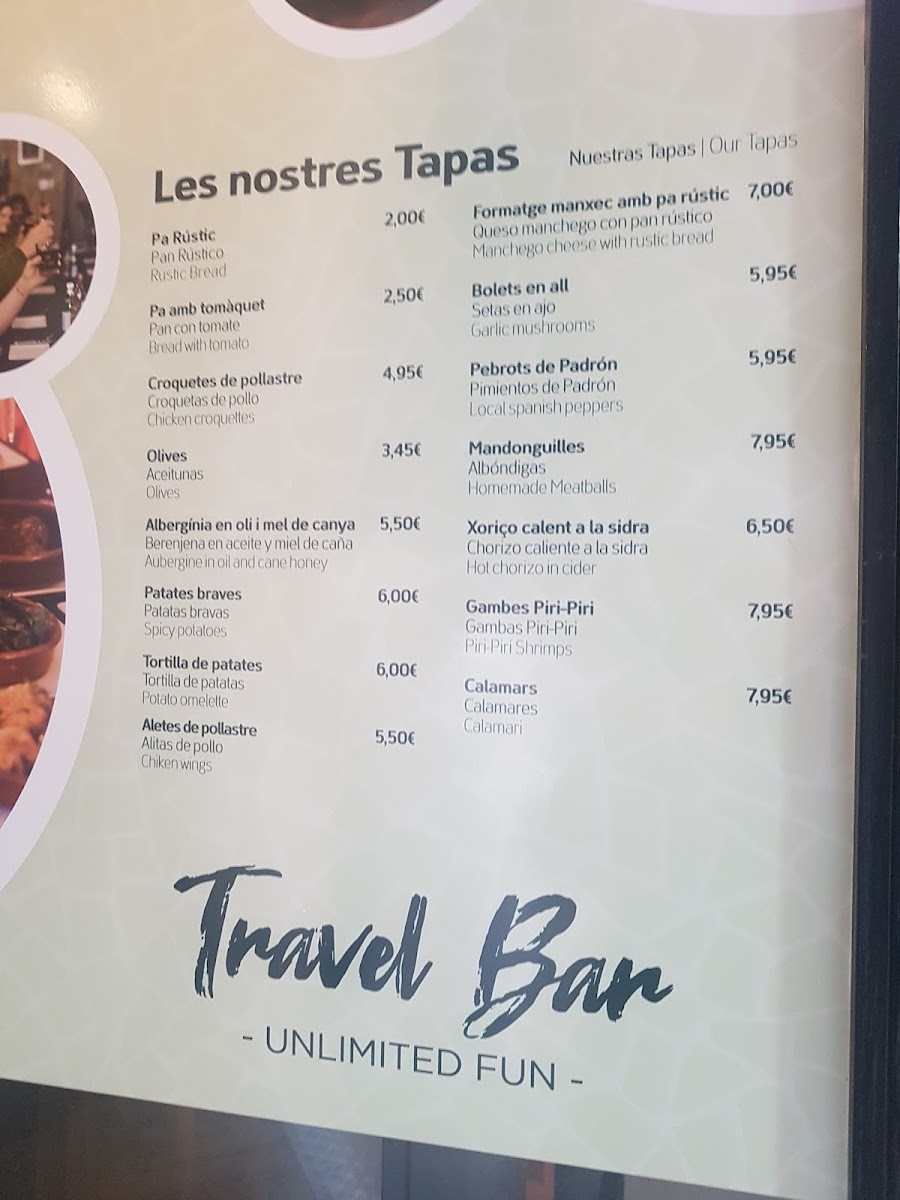 Les nostres Tapas
Nuestras Tapas | Our Tapas
Pa Rústic 2,00€
Pan Rústico
Rustic Bread
Pa amb tomàquet 2,50€
Pan con tomate
Bread with tomato
Croquetes de pollastre 4,95€
Croquetas de pollo
Chicken croquettes
Olives 3,45€
Aceitunas
Olives
Albergínia en oli i mel de canya 5,50€
Berenjena en aceite y miel de caña
Aubergine in oil and cane honey
Patates braves 6,00€
Patatas bravas
Spicy potatoes
Tortilla de patates 6,00€
Tortilla de patatas
Potato omelette
Aletes de pollastre 5,50€
Alitas de pollo
Chiken wings
Formatge manxec amb pa rústic 7,00€
Queso manchego con pan rústico
Manchego cheese with rustic bread
Bolets en all 5,95€
Setas en ajo
Garlic mushrooms
Pebrots de Padrón 5,95€
Pimientos de Padrón
Local spanish peppers
Mandonguilles 7,95€
Albóndigas
Homemade Meatballs
Xoriço calent a la sidra 6,50€
Chorizo caliente a la sidra
Hot chorizo in cider
Gambes Piri-Piri 7,95€
Gambas Piri-Piri
Piri-Piri Shrimps
Calamars 7,95€
Calamares
Calamari
Travel Bar
- UNLIMITED FUN -